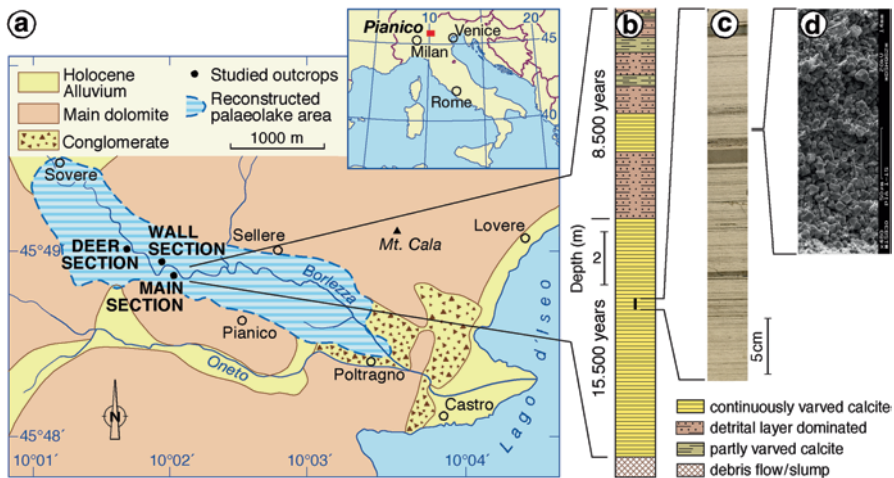 a
Holocene
Alluvium
Main dolomite
Conglomerate
Studied outcrops
Reconstructed
palaeolake area
1000 m
Pianico
10
15
20
45
40
Venice
Milan
Rome
Sovere
DEER
SECTION
WALL
SECTION
MAIN
SECTION
Sellere
Mt. Cala
Lovere
Borlezza
Pianico
Oneto
Poltragno
Castro
Lago d'Iseo
N
45°49
45°48'
10°01'
10°02'
10°03'
10°04'
b
8.500 years
Depth (m)
2
15.500 years
c
5cm
d
continuously varved calcite
detrital layer dominated
partly varved calcite
debris flow/slump